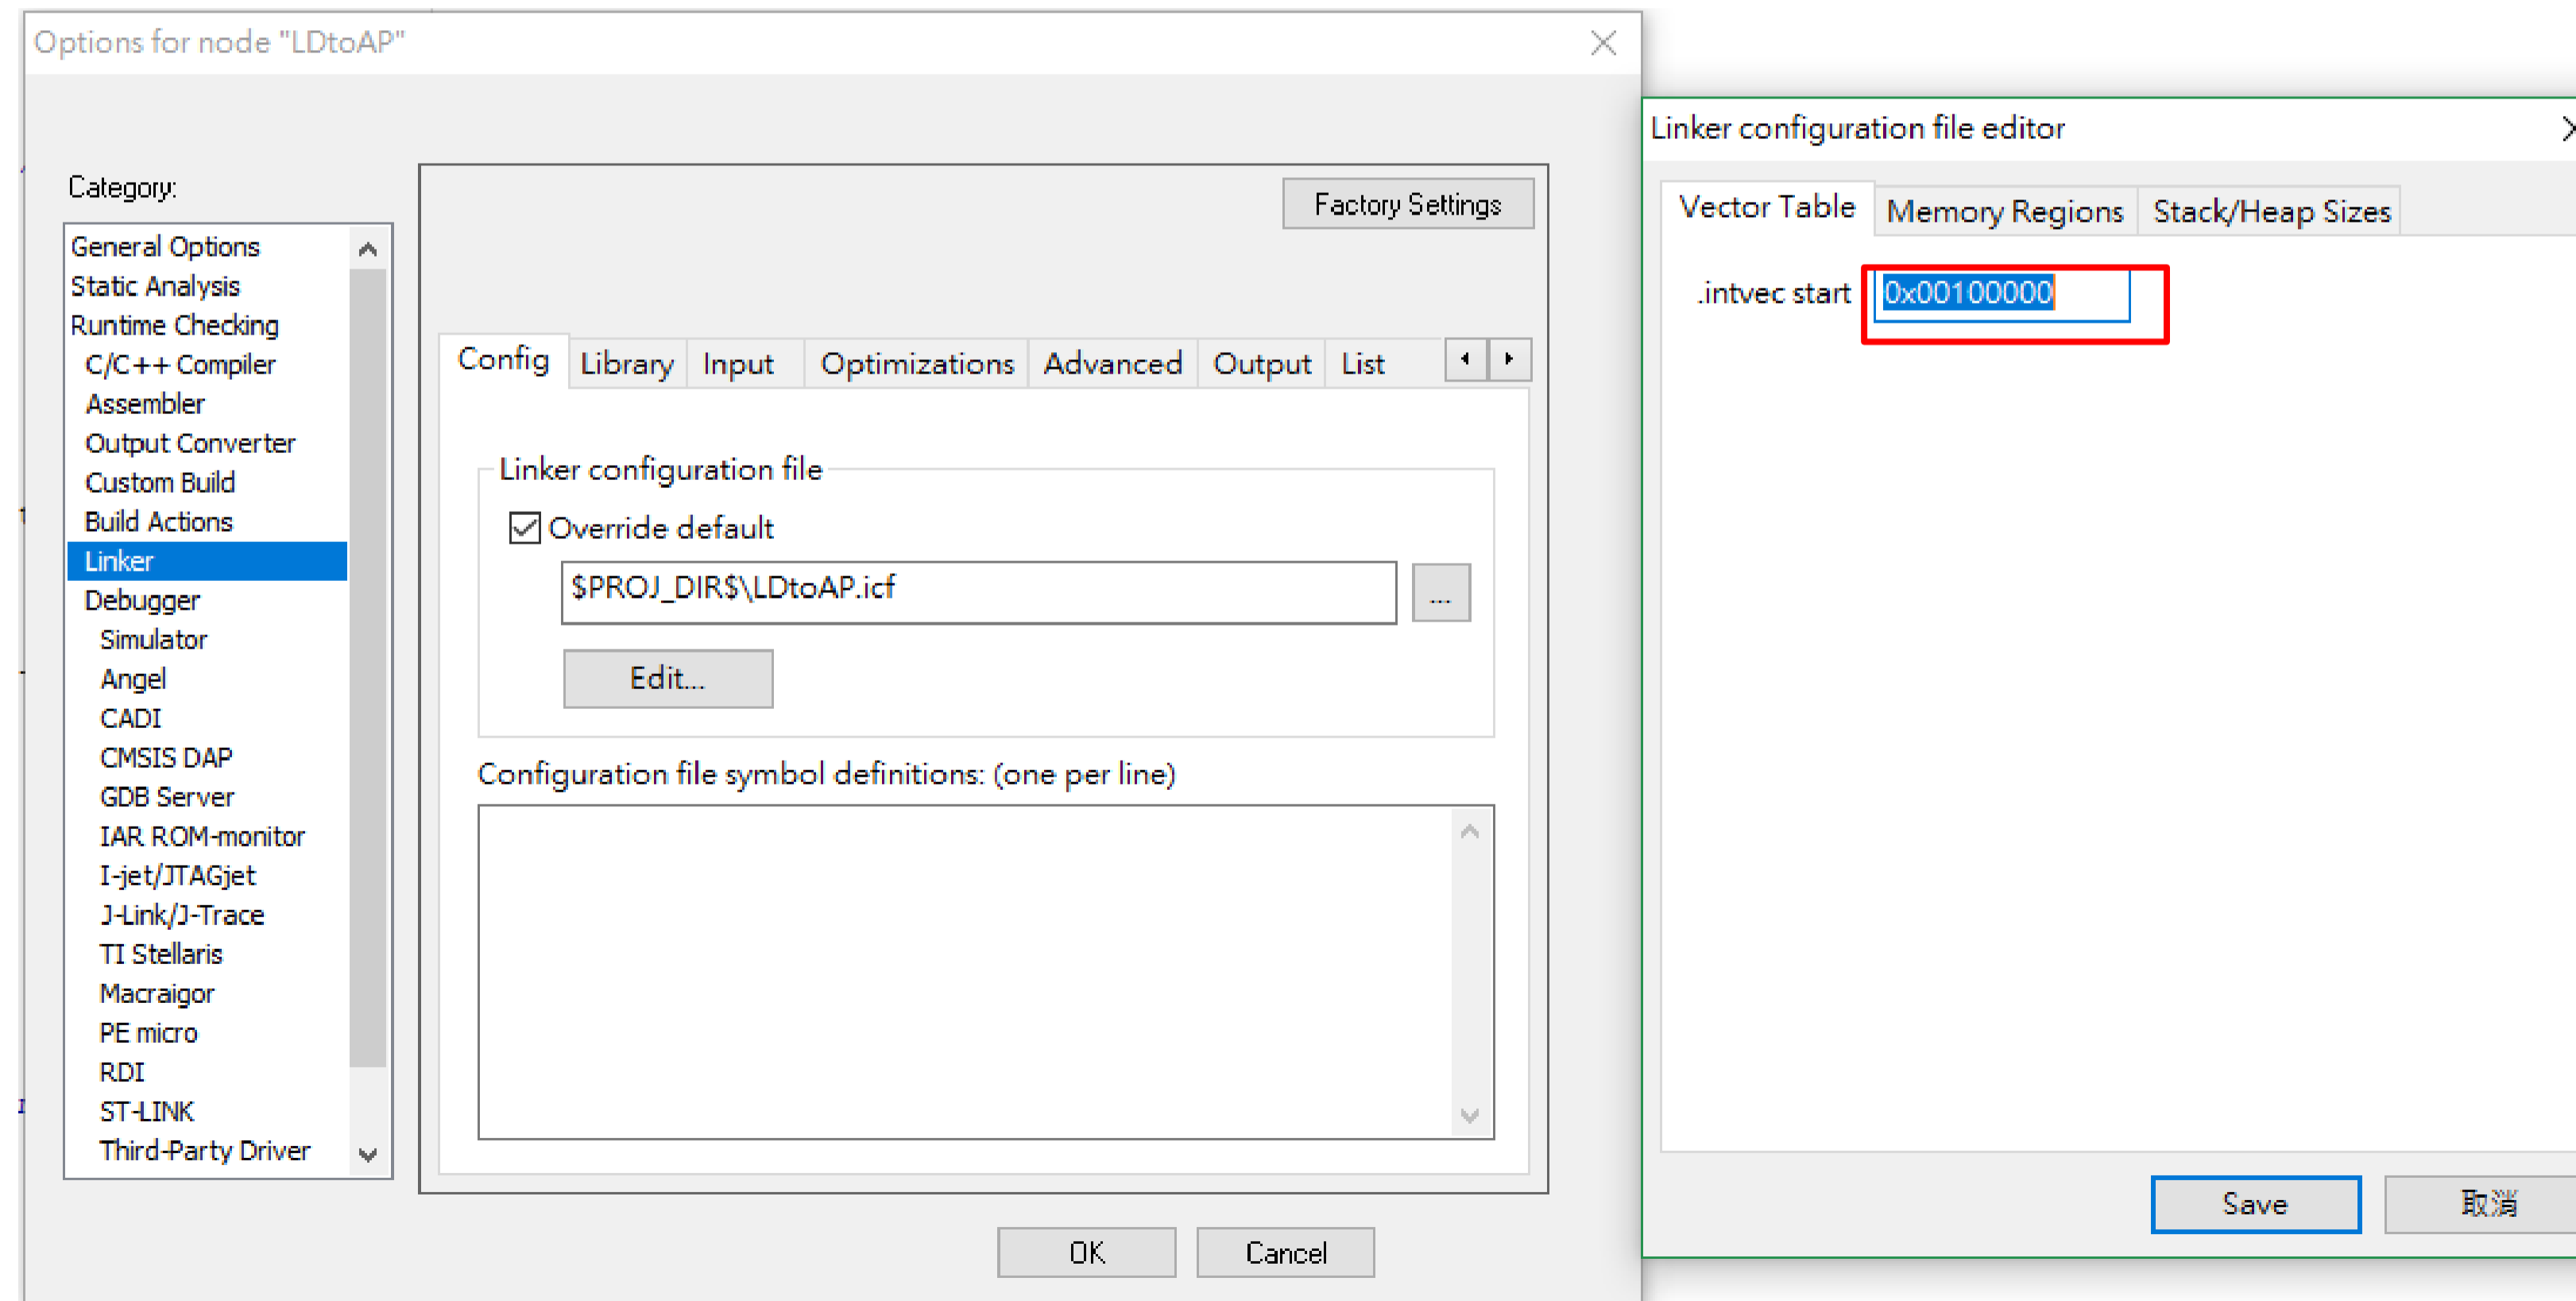 Options for node "LDtoAP"
Category:
General Options
Static Analysis
Runtime Checking
C/C++ Compiler
Assembler
Output Converter
Custom Build
Build Actions
Linker
Debugger
Simulator
Angel
CADI
CMSIS DAP
GDB Server
IAR ROM-monitor
I-jet/JTAGjet
J-Link/J-Trace
TI Stellaris
Macraigor
PE micro
RDI
ST-LINK
Third-Party Driver
Factory Settings
Config Library Input Optimizations Advanced Output List
Linker configuration file
Override default
$PROJ_DIR$\LDtoAP.icf
...
Edit...
Configuration file symbol definitions: (one per line)
OK Cancel
Linker configuration file editor
Vector Table Memory Regions Stack/Heap Sizes
.intvec start 0x00100000
Save 取消